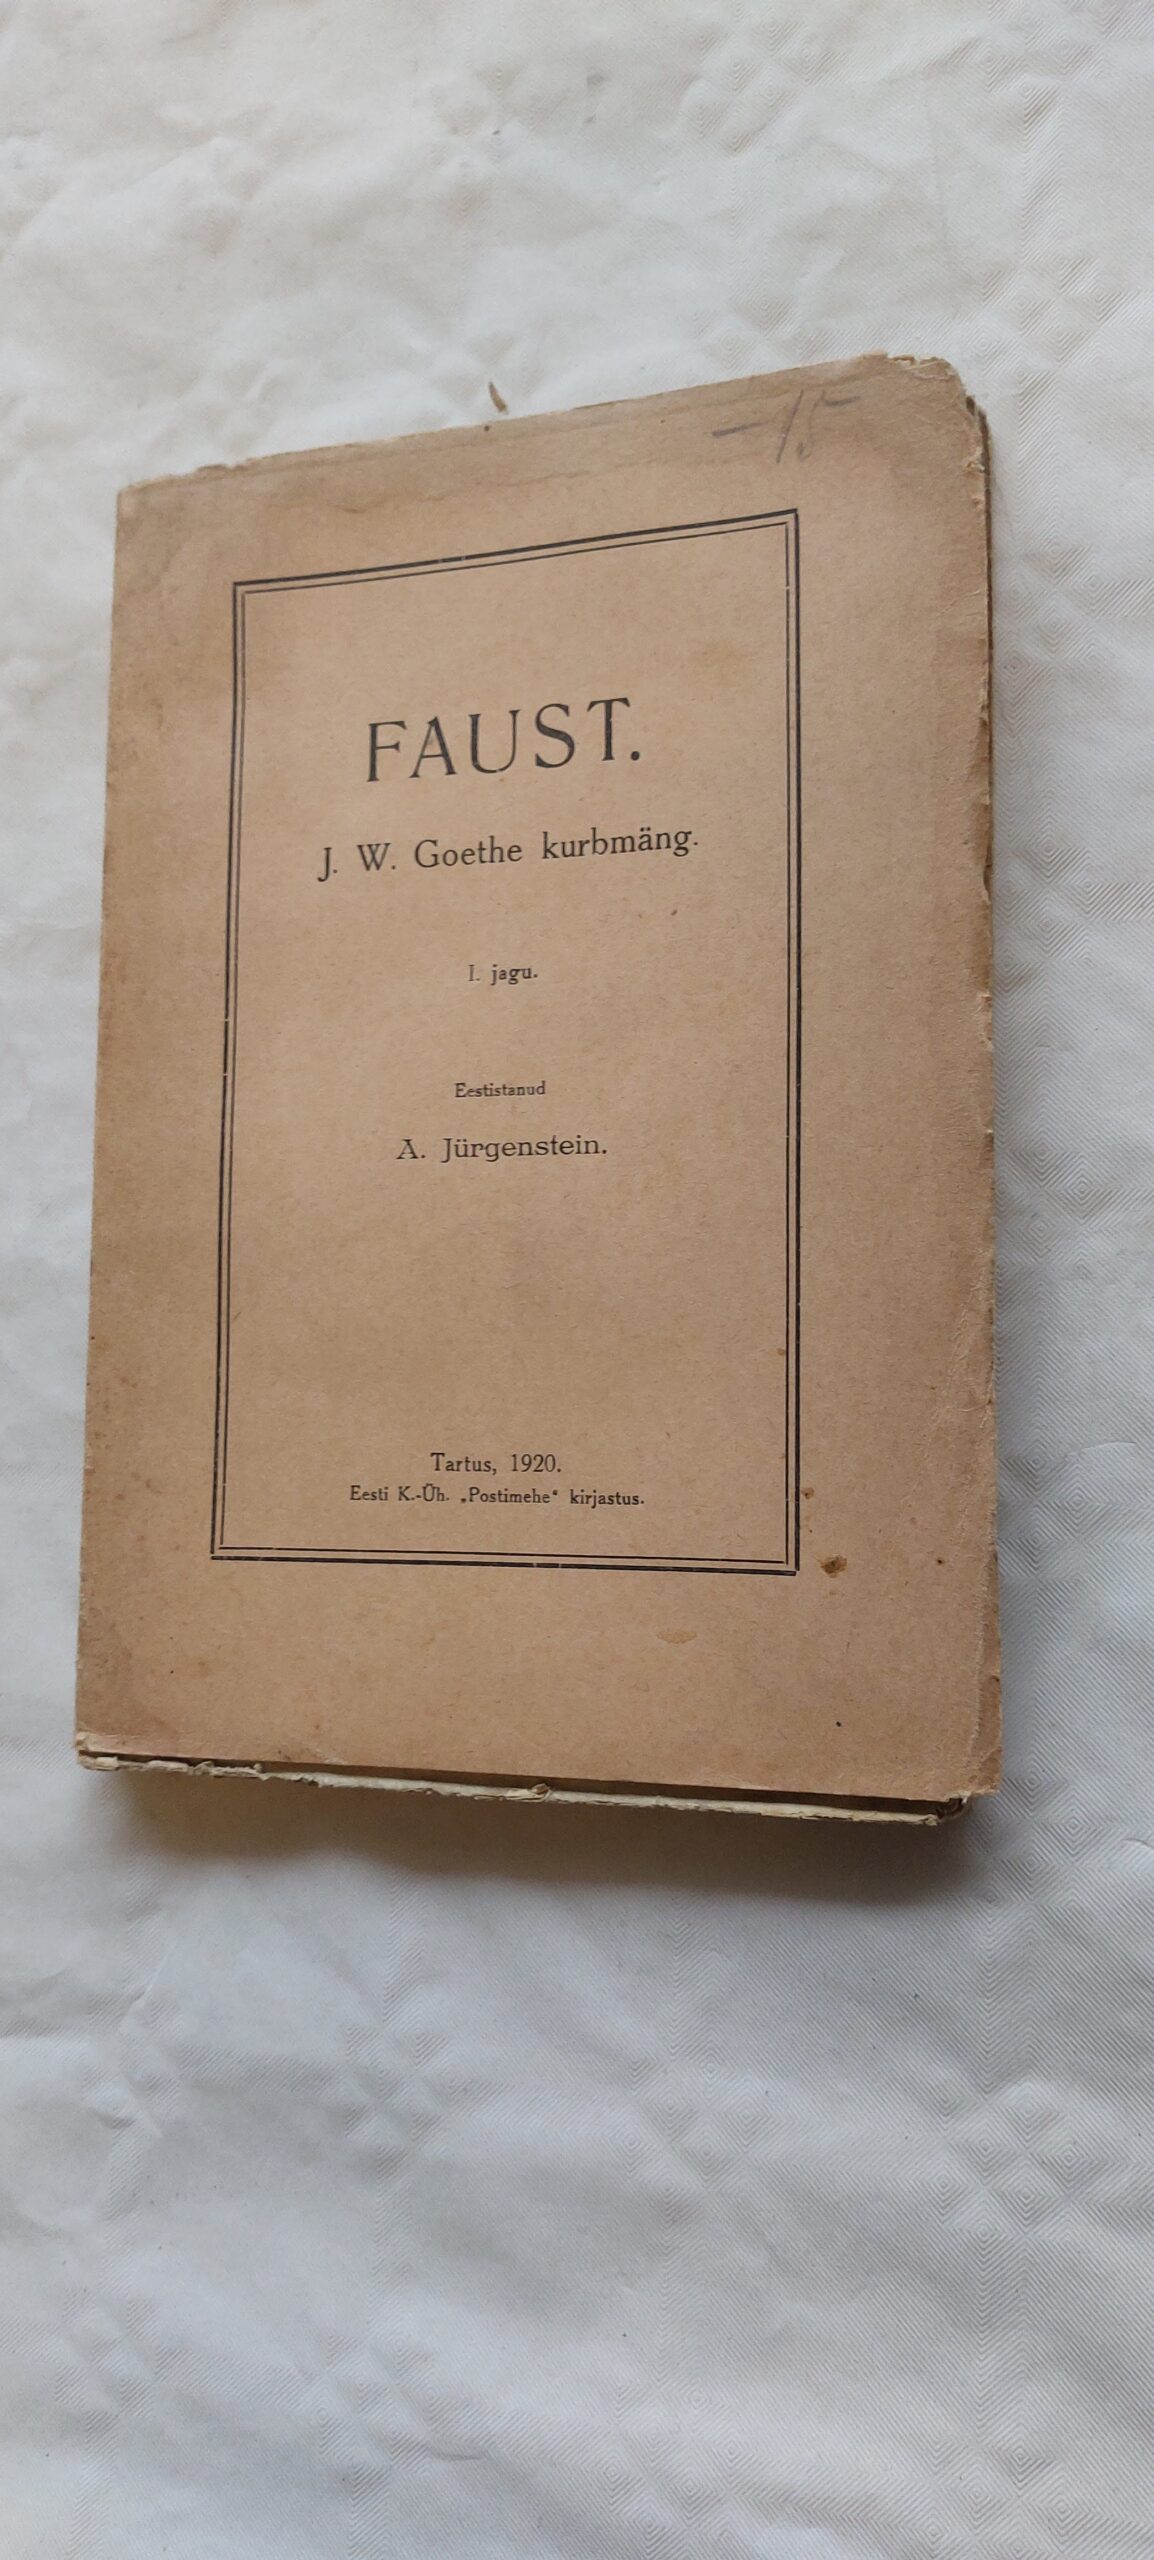 -15
FAUST.
J. W. Goethe kurbmäng.
I. jagu.
Eestistanud
A. Jürgenstein.
Tartus, 1920.
Eesti K.-Üh. „Postimehe“ kirjastus.